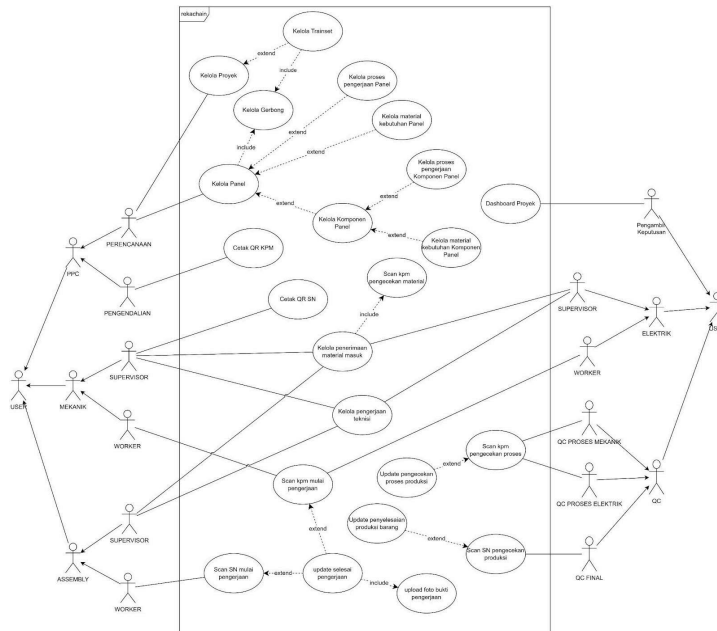 rekachain
Kelola Trainset
extend
Kelola Proyek
include
Kelola proses
pengerjaan Panel
Kelola Gerbong
extend
Kelola material
kebutuhan Panel
include
extend
Kelola proses
pengerjaan
Komponen Panel
Kelola Panel
extend
extend
Kelola Komponen
Panel
extend
Kelola material
kebutuhan Komponen
Panel
Dashboard Proyek
Pengambil
Keputusan
PERENCANAAN
PPC
Cetak QR KPM
PENGENDALIAN
Scan kpm
pengecekan material
Cetak QR SN
include
SUPERVISOR
ELEKTRIK
SUPERVISOR
Kelola penerimaan
material masuk
WORKER
USER
MEKANIK
Kelola pengerjaan
teknisi
WORKER
QC PROSES MEKANIK
Scan kpm
pengecekan proses
extend
Update pengecekan
proses produksi
Scan kpm mulai
pengerjaan
QC PROSES ELEKTRIK
QC
SUPERVISOR
extend
Update penyelesaian
produksi barang
extend
Scan SN pengecekan
produksi
QC FINAL
ASSEMBLY
WORKER
Scan SN mulai
pengerjaan
extend
update selesai
pengerjaan
include
upload foto bukti
pengerjaan